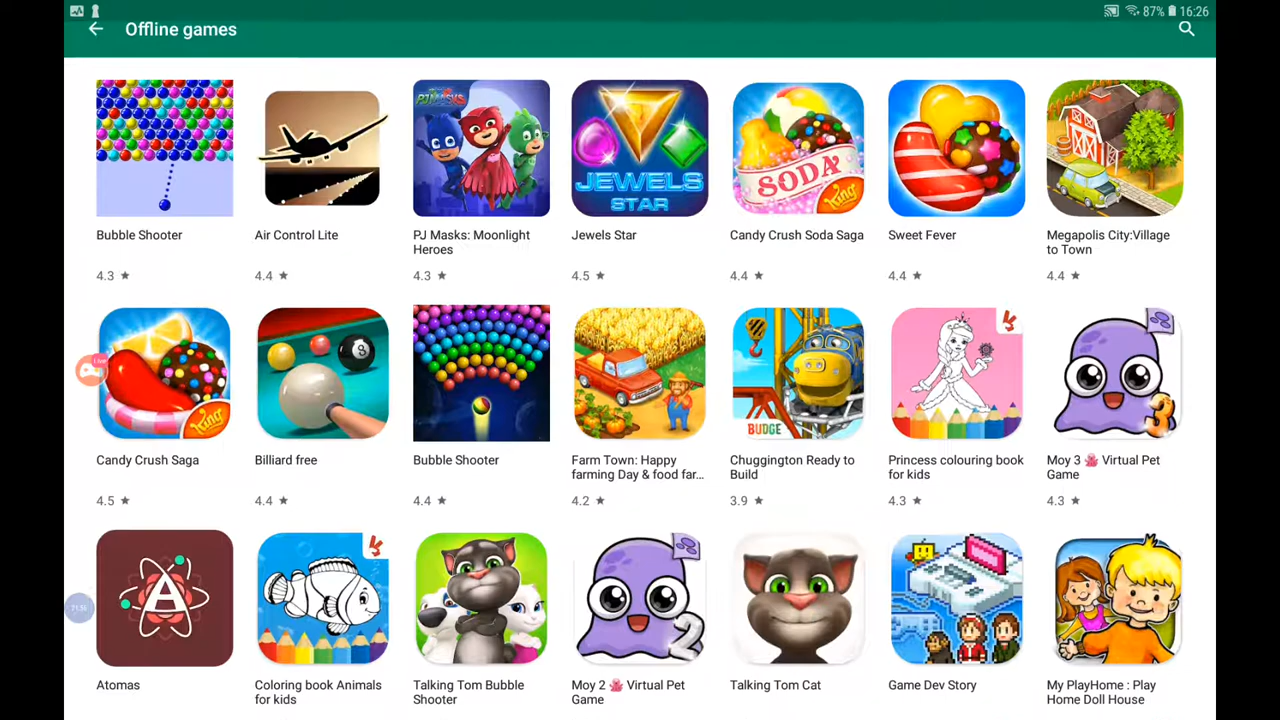 87% 16:26
Offline games
PJMASKS
JEWELS
STAR
SODA
King
Bubble Shooter
Air Control Lite
PJ Masks: Moonlight
Heroes
Jewels Star
Candy Crush Soda Saga
Sweet Fever
Megapolis City:Village
to Town
4.3 ★
4.4 ★
4.3 ★
4.5 ★
4.4 ★
4.4 ★
4.4 ★
Live
King
8
BUDGE
3
Candy Crush Saga
Billiard free
Bubble Shooter
Farm Town: Happy
farming Day & food far...
Chuggington Ready to
Build
Princess colouring book
for kids
Moy 3 🐙 Virtual Pet
Game
4.5 ★
4.4 ★
4.4 ★
4.2 ★
3.9 ★
4.3 ★
4.3 ★
A
2
Atomas
Coloring book Animals
for kids
Talking Tom Bubble
Shooter
Moy 2 🐙 Virtual Pet
Game
Talking Tom Cat
Game Dev Story
My PlayHome : Play
Home Doll House